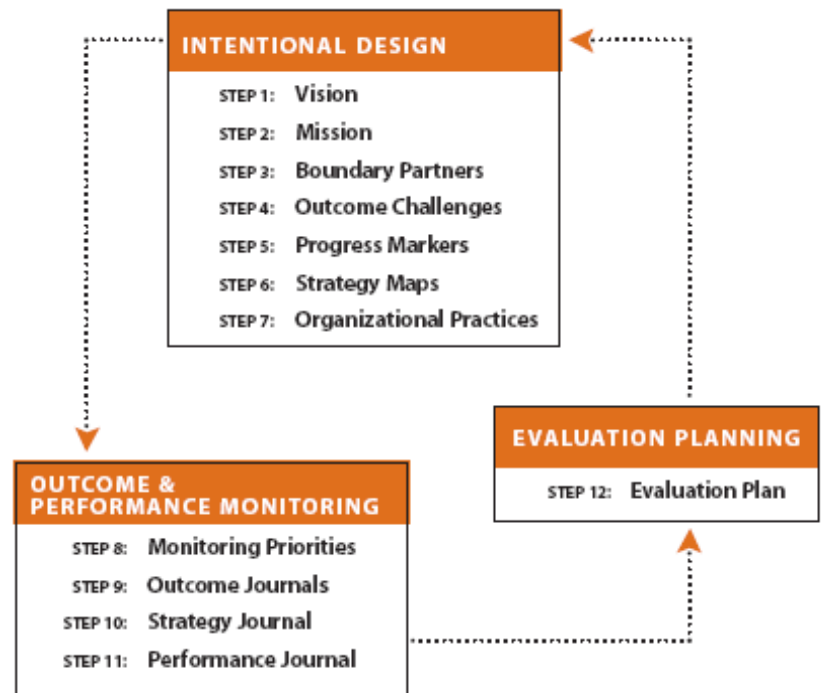 INTENTIONAL DESIGN
STEP 1: Vision
STEP 2: Mission
STEP 3: Boundary Partners
STEP 4: Outcome Challenges
STEP 5: Progress Markers
STEP 6: Strategy Maps
STEP 7: Organizational Practices
OUTCOME &
PERFORMANCE MONITORING
STEP 8: Monitoring Priorities
STEP 9: Outcome Journals
STEP 10: Strategy Journal
STEP 11: Performance Journal
EVALUATION PLANNING
STEP 12: Evaluation Plan